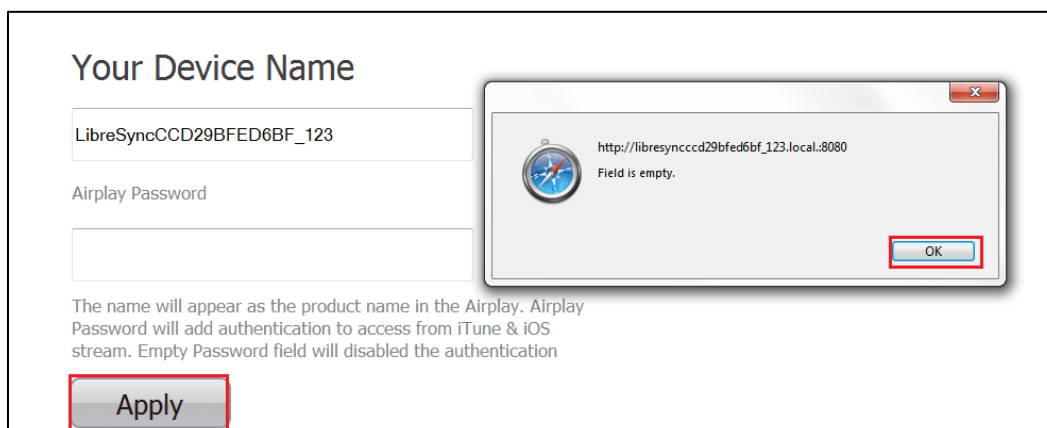 Your Device Name
LibreSyncCCD29BFED6BF_123
Airplay Password
The name will appear as the product name in the Airplay. Airplay
Password will add authentication to access from iTune & iOS
stream. Empty Password field will disabled the authentication
Apply
http://libresyncccd29bfed6bf_123.local.:8080
Field is empty.
OK